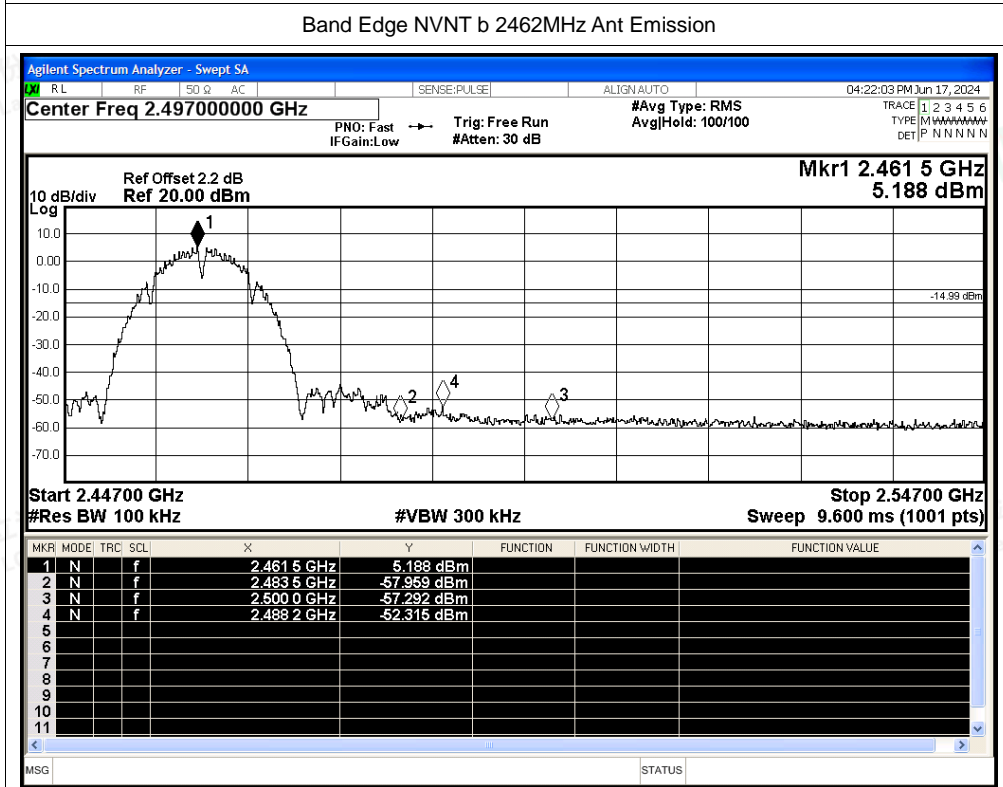 Band Edge NVNT b 2462MHz Ant Emission
Agilent Spectrum Analyzer - Swept SA
LXI RL RF 50 Ω AC SENSE:PULSE ALIGN AUTO 04:22:03 PM Jun 17, 2024
Center Freq 2.497000000 GHz #Avg Type: RMS TRACE 1 2 3 4 5 6
PNO: Fast Trig: Free Run Avg|Hold: 100/100 TYPE M WWWWW
IFGain:Low #Atten: 30 dB DET P N N N N N
Mkr1 2.461 5 GHz
Ref Offset 2.2 dB
10 dB/div Ref 20.00 dBm 5.188 dBm
Log
10.0
0.00
-10.0
-20.0
-30.0
-40.0
-50.0
-60.0
-70.0
1
-14.99 dBm
2
4
3
Start 2.44700 GHz Stop 2.54700 GHz
#Res BW 100 kHz #VBW 300 kHz Sweep 9.600 ms (1001 pts)
MKR MODE TRC SCL X Y FUNCTION FUNCTION WIDTH FUNCTION VALUE
1 N f 2.461 5 GHz 5.188 dBm
2 N f 2.483 5 GHz -57.959 dBm
3 N f 2.500 0 GHz -57.292 dBm
4 N f 2.488 2 GHz -52.315 dBm
5
6
7
8
9
10
11
MSG STATUS